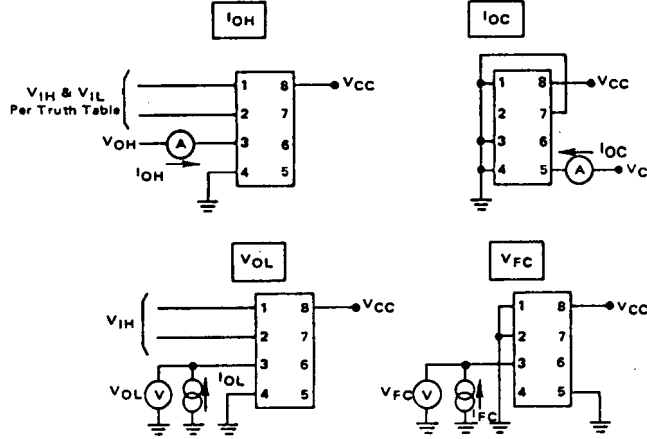 IOH
VIH & VIL
Per Truth Table
VOH
A
IOH
1
2
3
4
8
7
6
5
VCC
IOC
1
2
3
4
8
7
6
5
VCC
IOC
A
VC
VOL
VIH
VOL
V
IOL
1
2
3
4
8
7
6
5
VCC
VFC
VFC
V
IFC
1
2
3
4
8
7
6
5
VCC